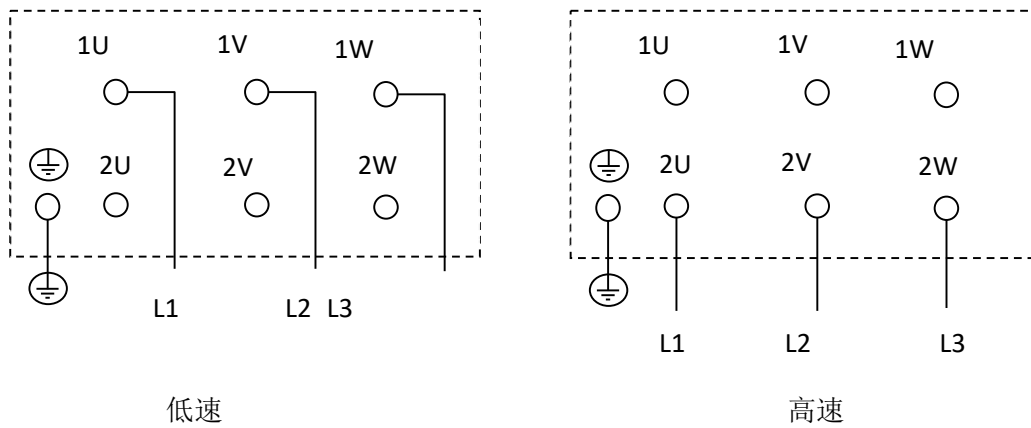 1U 1V 1W
2U 2V 2W
L1 L2 L3
低速
1U 1V 1W
2U 2V 2W
L1 L2 L3
高速